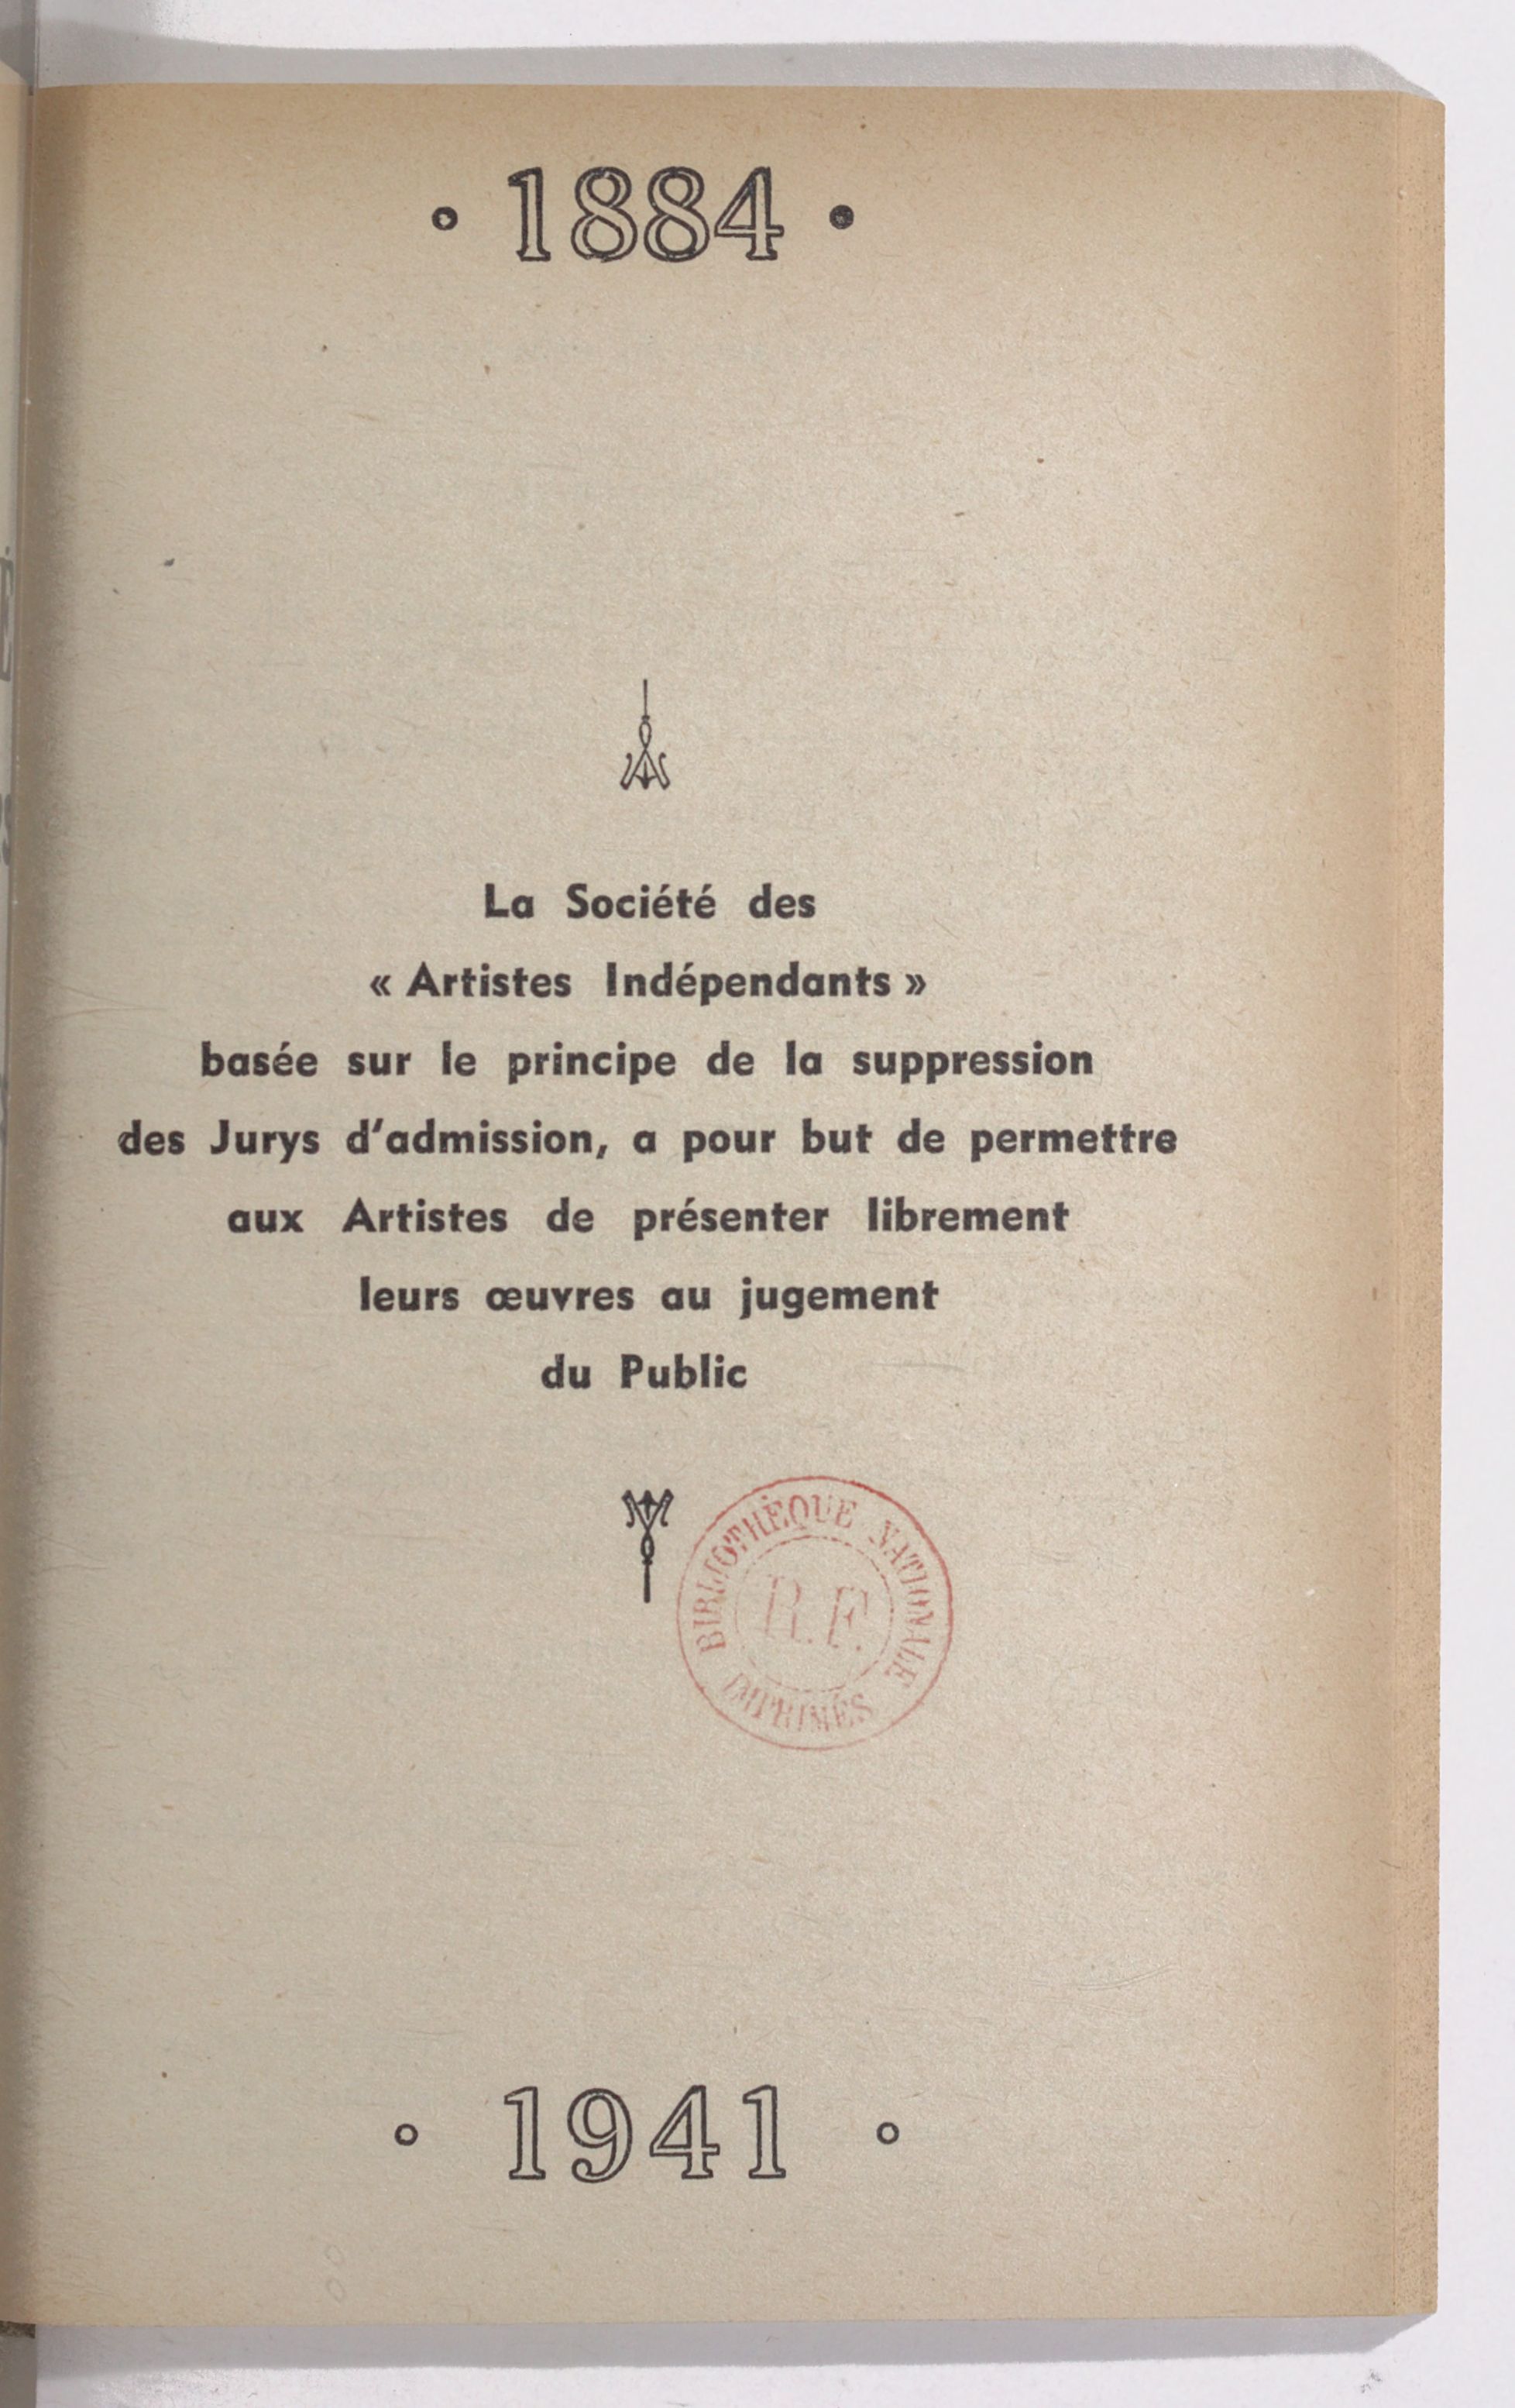 • 1884 •
La Société des
« Artistes Indépendants »
basée sur le principe de la suppression
des Jurys d'admission, a pour but de permettre
aux Artistes de présenter librement
leurs œuvres au jugement
du Public
BIBLIOTHÈQUE NATIONALE
R.F.
IMPRIMÉS
• 1941 •